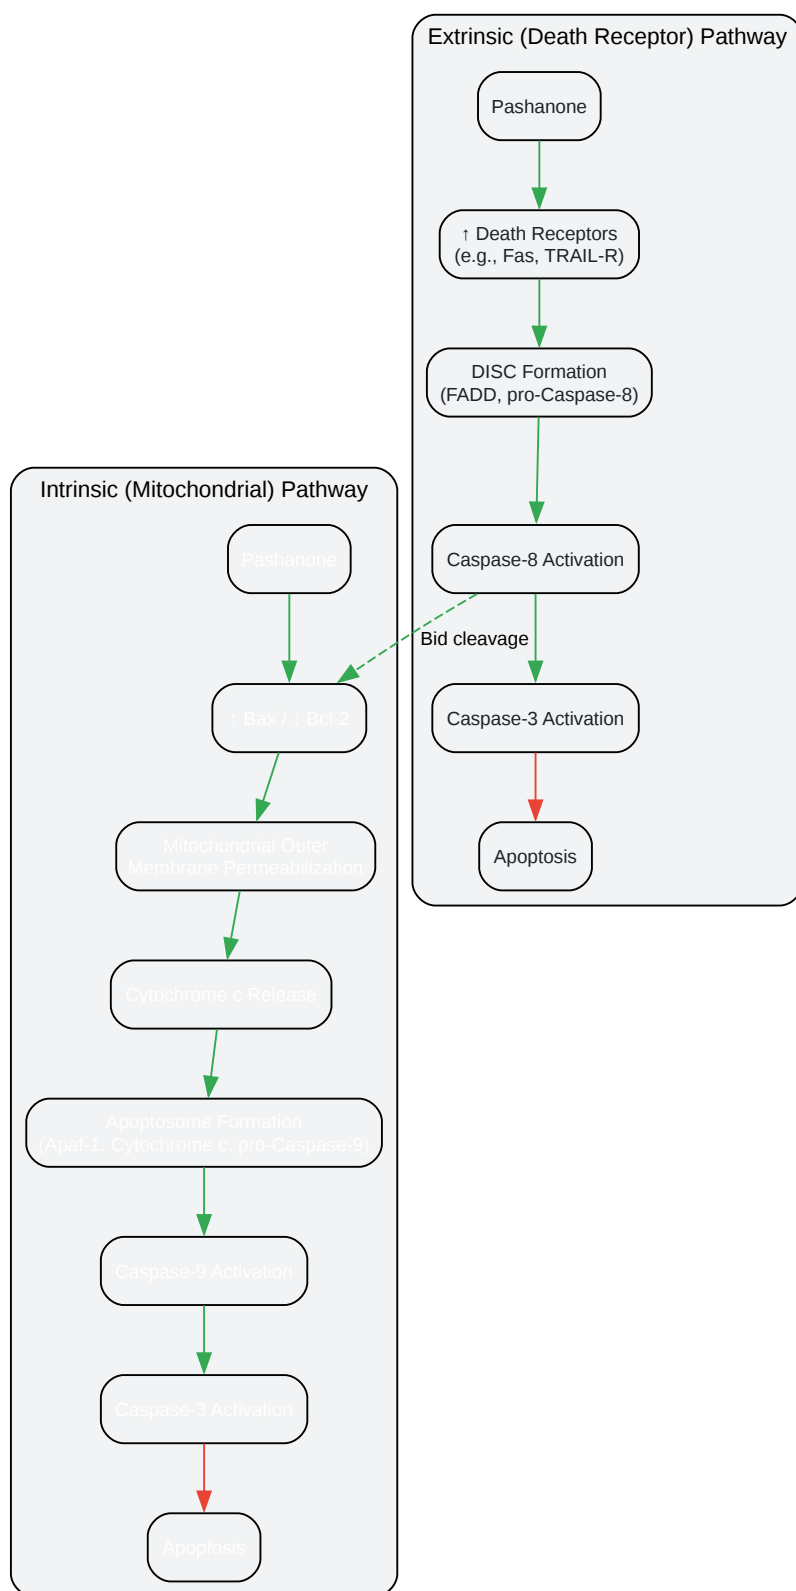 Extrinsic (Death Receptor) Pathway
Pashanone
↑ Death Receptors
(e.g., Fas, TRAIL-R)
DISC Formation
(FADD, pro-Caspase-8)
Caspase-8 Activation
Bid cleavage
Caspase-3 Activation
Apoptosis
Intrinsic (Mitochondrial) Pathway
Pashanone
↑ Bax / ↓ Bcl-2
Mitochondrial Outer
Membrane Permeabilization
Cytochrome c Release
Apoptosome Formation
(Apaf-1, Cytochrome c, pro-Caspase-9)
Caspase-9 Activation
Caspase-3 Activation
Apoptosis